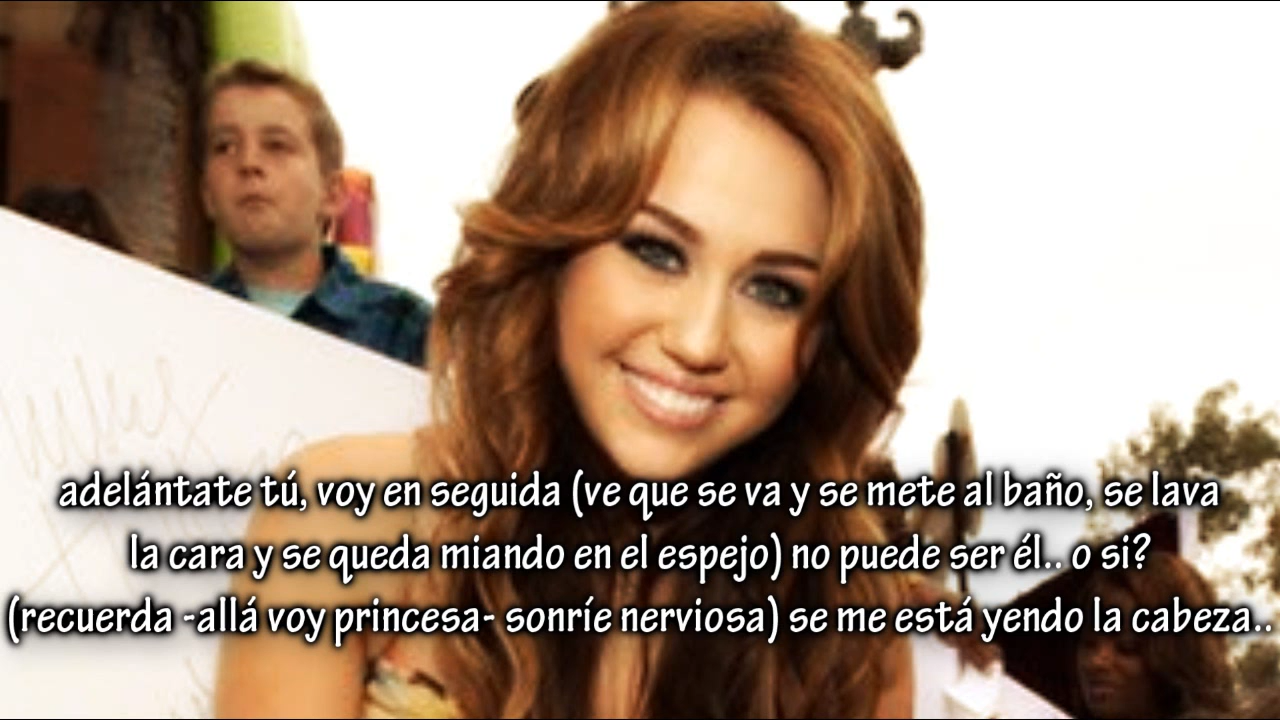 adelántate tú, voy en seguida (ve que se va y se mete al baño, se lava
la cara y se queda miando en el espejo) no puede ser él.. o si?
(recuerda -allá voy princesa- sonríe nerviosa) se me está yendo la cabeza..